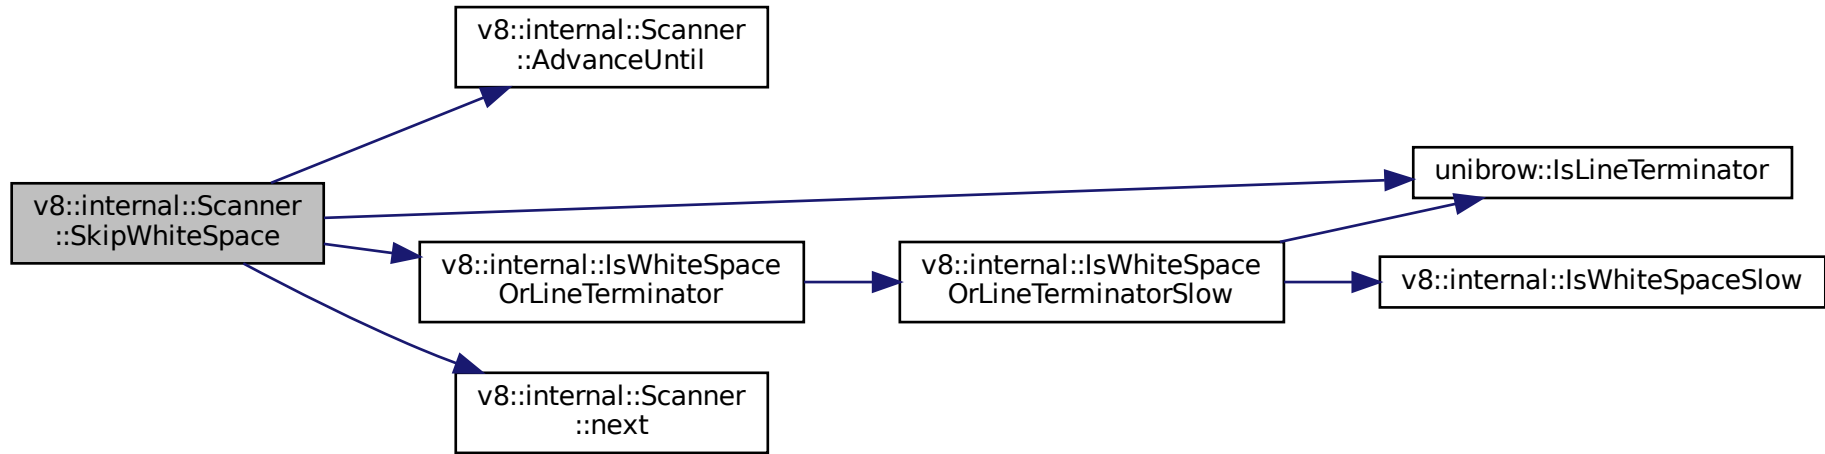 v8::internal::Scanner
::SkipWhiteSpace
v8::internal::Scanner
::AdvanceUntil
unibrow::IsLineTerminator
v8::internal::IsWhiteSpace
OrLineTerminator
v8::internal::IsWhiteSpace
OrLineTerminatorSlow
v8::internal::IsWhiteSpaceSlow
v8::internal::Scanner
::next